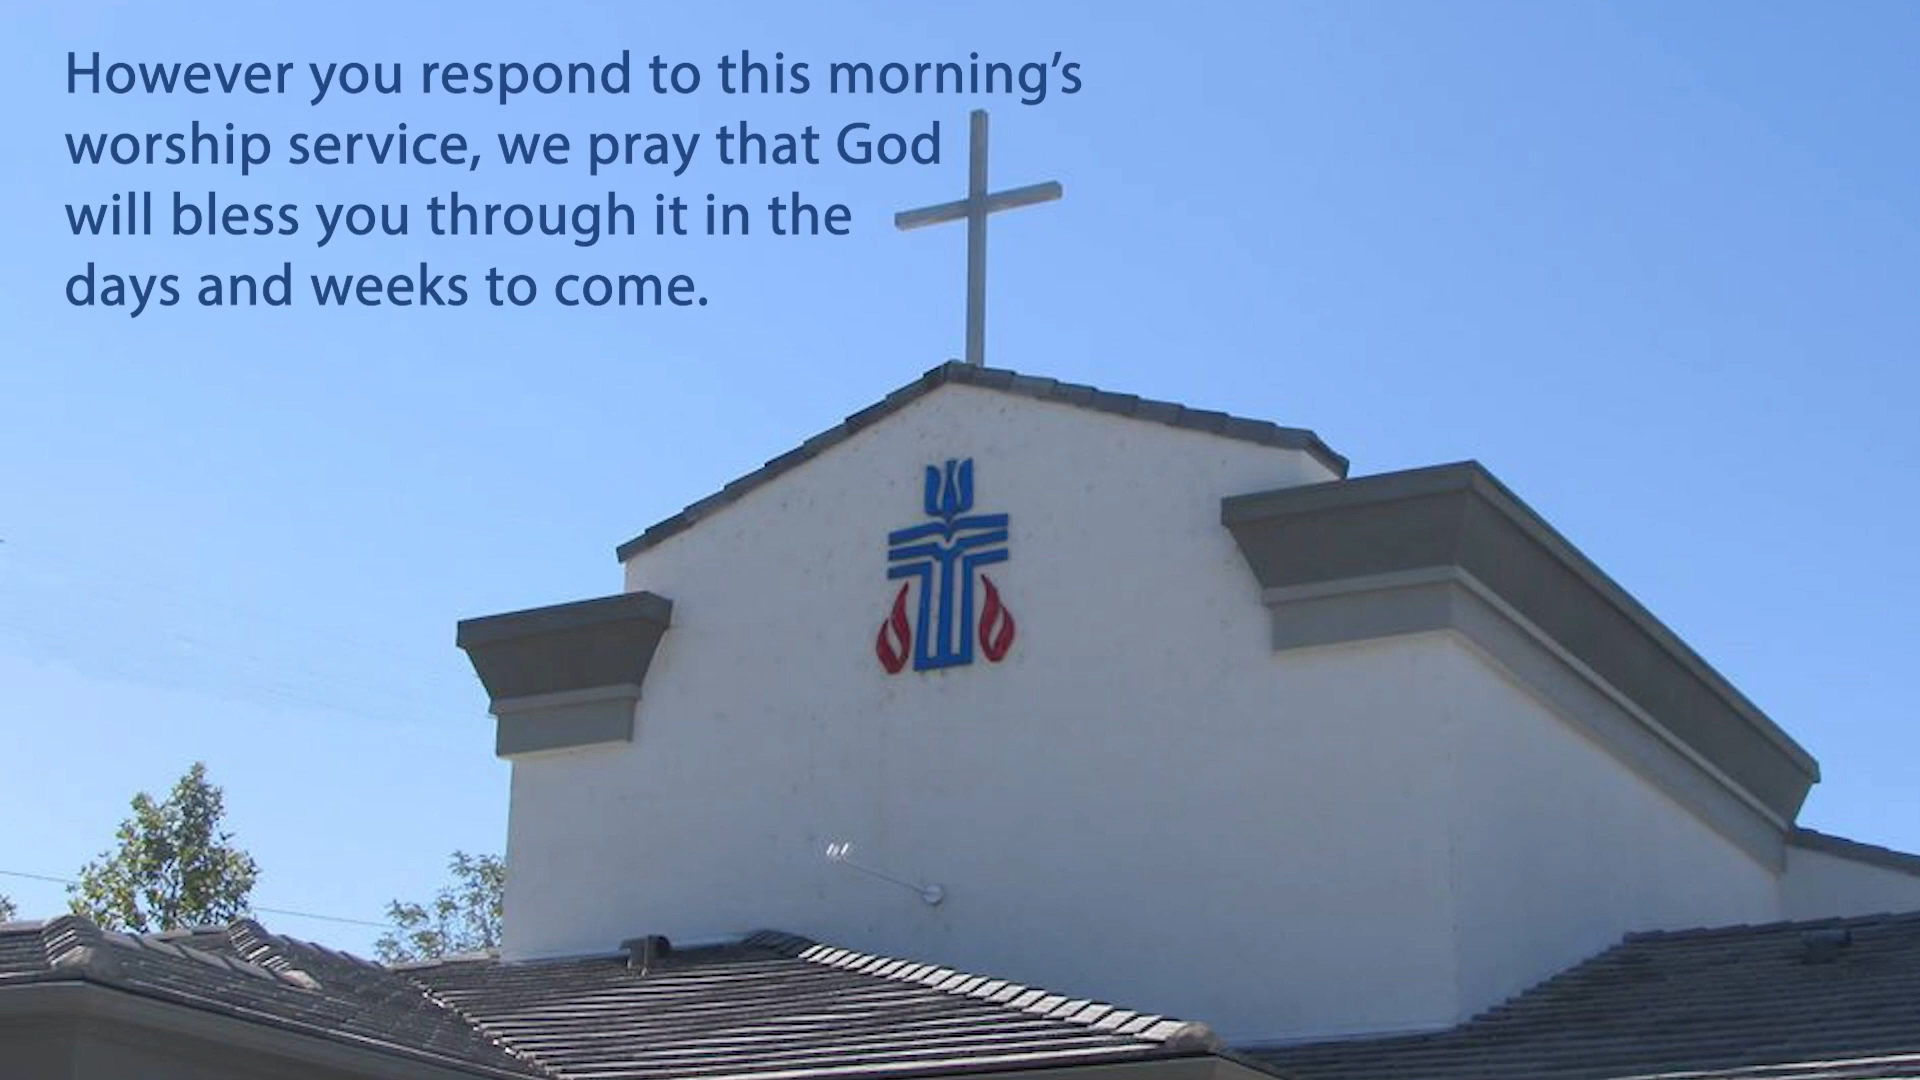 However you respond to this morning’s
worship service, we pray that God
will bless you through it in the
days and weeks to come.